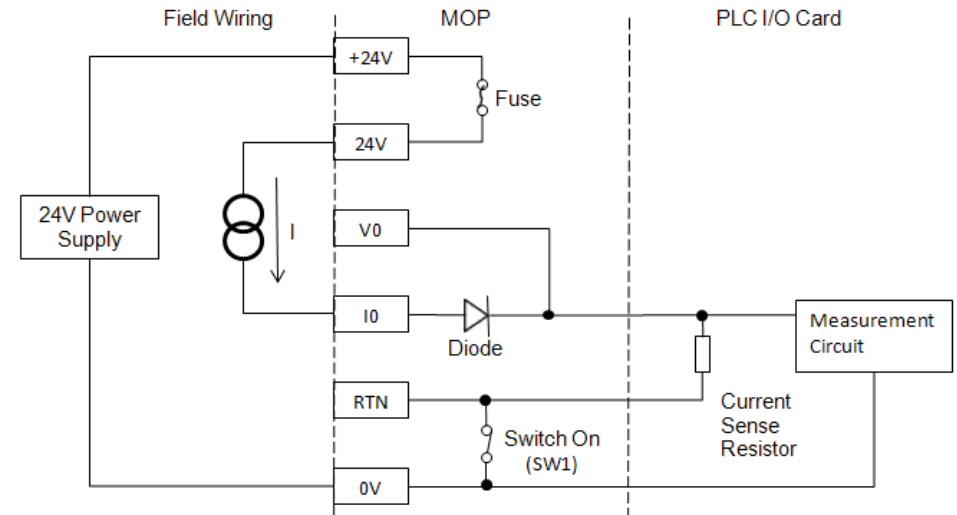 Field Wiring
MOP
PLC I/O Card
+24V
Fuse
24V
24V Power
Supply
I
V0
I0
Diode
Measurement
Circuit
RTN
Current
Sense
Resistor
Switch On
(SW1)
0V